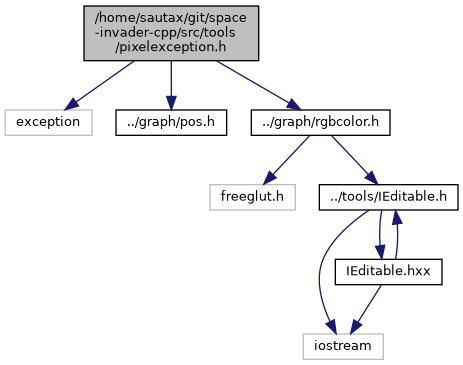 /home/sautax/git/space
-invader-cpp/src/tools
/pixelexception.h
exception
../graph/pos.h
../graph/rgbcolor.h
freeglut.h
../tools/IEditable.h
IEditable.hxx
iostream